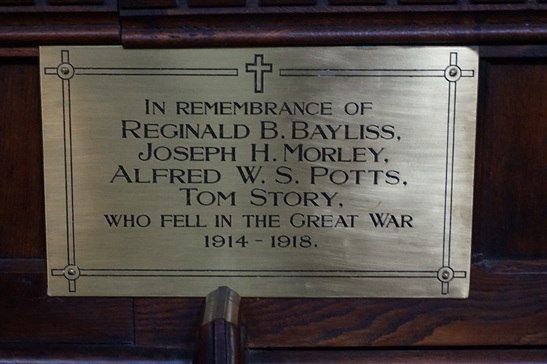 In remembrance of
Reginald B. Bayliss,
Joseph H. Morley,
Alfred W. S. Potts,
Tom Story,
who fell in the Great War
1914 - 1918.